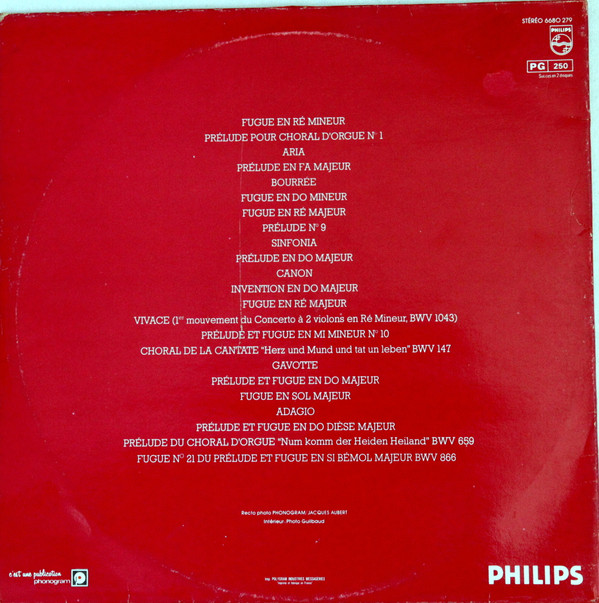 STÉRÉO 6680 279
PHILIPS
PG 250
Succès en 2 disques
FUGUE EN RÉ MINEUR
PRÉLUDE POUR CHORAL D'ORGUE N° 1
ARIA
PRÉLUDE EN FA MAJEUR
BOURRÉE
FUGUE EN DO MINEUR
FUGUE EN RÉ MAJEUR
PRÉLUDE N° 9
SINFONIA
PRÉLUDE EN DO MAJEUR
CANON
INVENTION EN DO MAJEUR
FUGUE EN RÉ MAJEUR
VIVACE (1er mouvement du Concerto à 2 violons en Ré Mineur, BWV 1043)
PRÉLUDE ET FUGUE EN MI MINEUR N° 10
CHORAL DE LA CANTATE "Herz und Mund und tat un leben" BWV 147
GAVOTTE
PRÉLUDE ET FUGUE EN DO MAJEUR
FUGUE EN SOL MAJEUR
ADAGIO
PRÉLUDE ET FUGUE EN DO DIÈSE MAJEUR
PRÉLUDE DU CHORAL D'ORGUE "Num komm der Heiden Heiland" BWV 659
FUGUE N° 21 DU PRÉLUDE ET FUGUE EN SI BÉMOL MAJEUR BWV 866
Recto photo PHONOGRAM: JACQUES AUBERT
Intérieur: Photo Guilbaud
c'est une publication
phonogram
Imp. POLYGRAM INDUSTRIES MESSAGERIES
PHILIPS